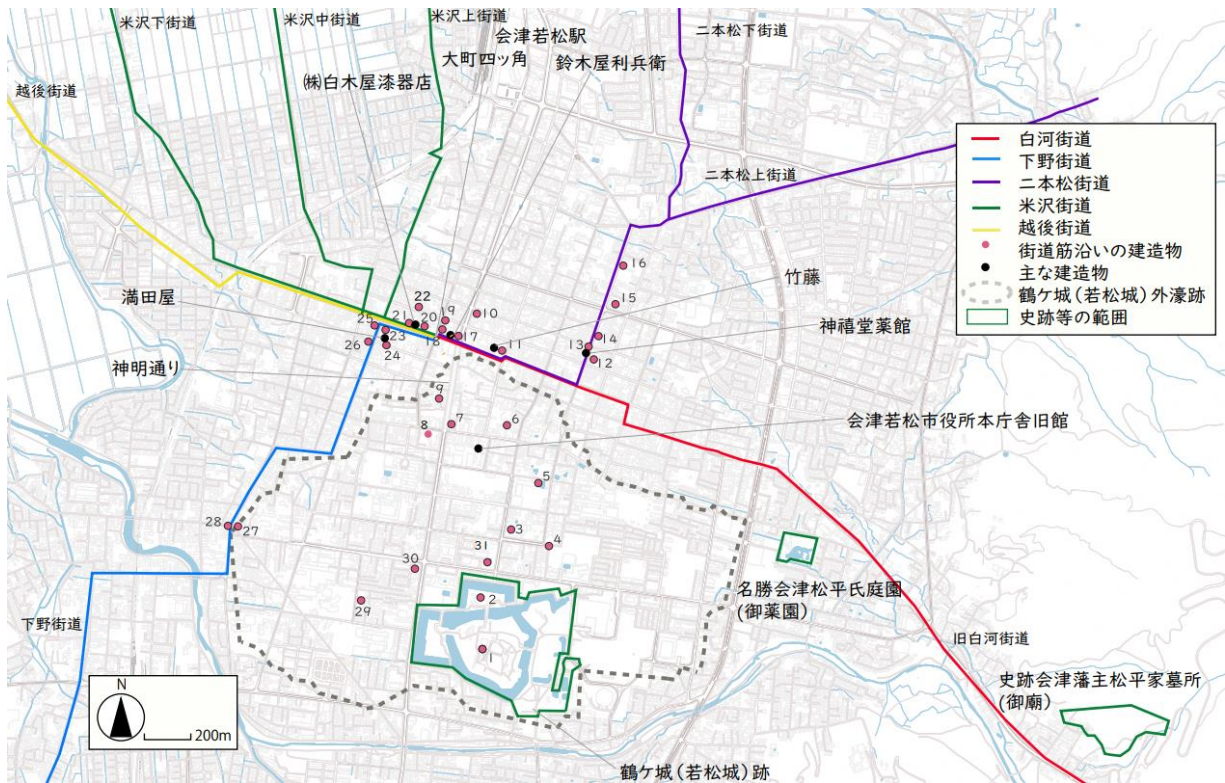 米沢下街道
米沢中街道
米沢上街道
会津若松駅
大町四ッ角
鈴木屋利兵衛
二本松下街道
㈱白木屋漆器店
越後街道
二本松上街道
白河街道
下野街道
二本松街道
米沢街道
越後街道
街道筋沿いの建造物
主な建造物
鶴ケ城(若松城)外濠跡
史跡等の範囲
満田屋
竹藤
神禧堂薬館
神明通り
会津若松市役所本庁舎旧館
16
15
22
19
10
21
20
25
23
18
17
14
13
11
26
24
12
9
7
6
8
5
28
27
3
4
31
30
2
29
1
名勝会津松平氏庭園
(御薬園)
下野街道
旧白河街道
史跡会津藩主松平家墓所
(御廟)
N
200m
鶴ケ城(若松城)跡